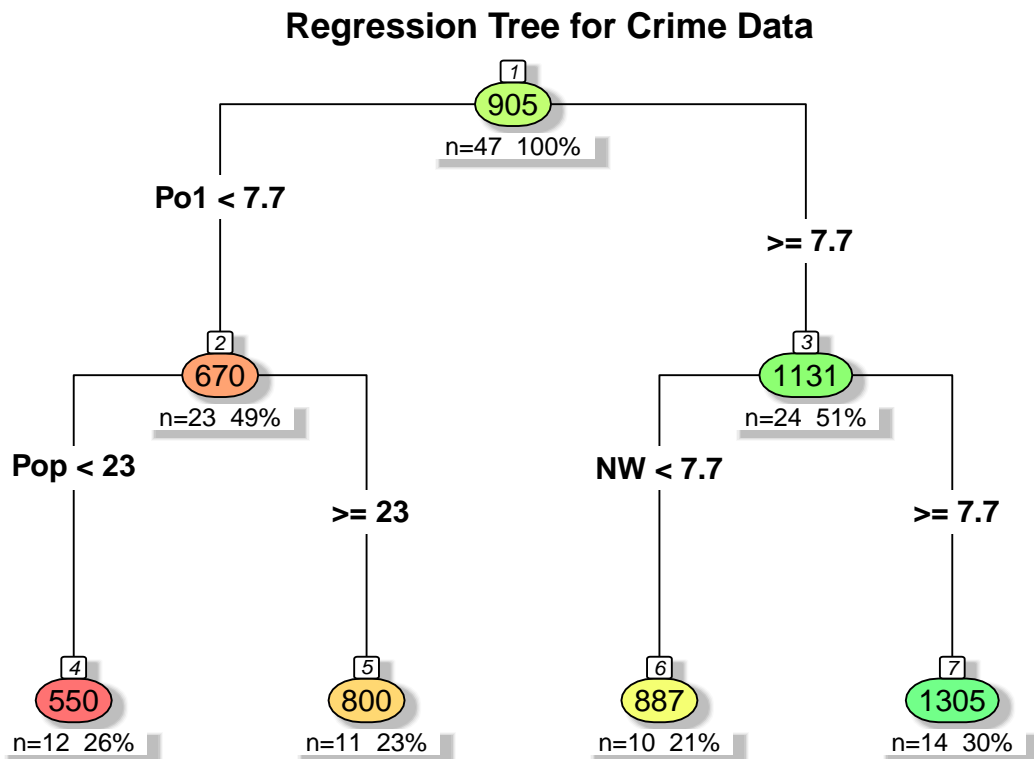 Regression Tree for Crime Data
1
905
n=47 100%
Po1 < 7.7
>= 7.7
2
670
n=23 49%
3
1131
n=24 51%
Pop < 23
>= 23
NW < 7.7
>= 7.7
4
550
n=12 26%
5
800
n=11 23%
6
887
n=10 21%
7
1305
n=14 30%